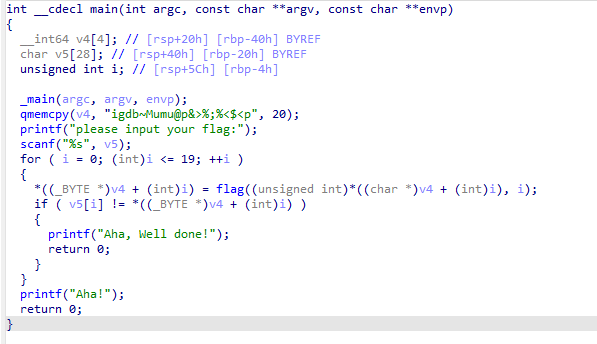 int __cdecl main(int argc, const char **argv, const char **envp)
{
  __int64 v4[4]; // [rsp+20h] [rbp-40h] BYREF
  char v5[28]; // [rsp+40h] [rbp-20h] BYREF
  unsigned int i; // [rsp+5Ch] [rbp-4h]

  _main(argc, argv, envp);
  qmemcpy(v4, "igdb~Mumu@p&>%;%<$<p", 20);
  printf("please input your flag:");
  scanf("%s", v5);
  for ( i = 0; (int)i <= 19; ++i )
  {
    *((_BYTE *)v4 + (int)i) = flag((unsigned int)*((char *)v4 + (int)i), i);
    if ( v5[i] != *((_BYTE *)v4 + (int)i) )
    {
      printf("Aha, Well done!");
      return 0;
    }
  }
  printf("Aha!");
  return 0;
}